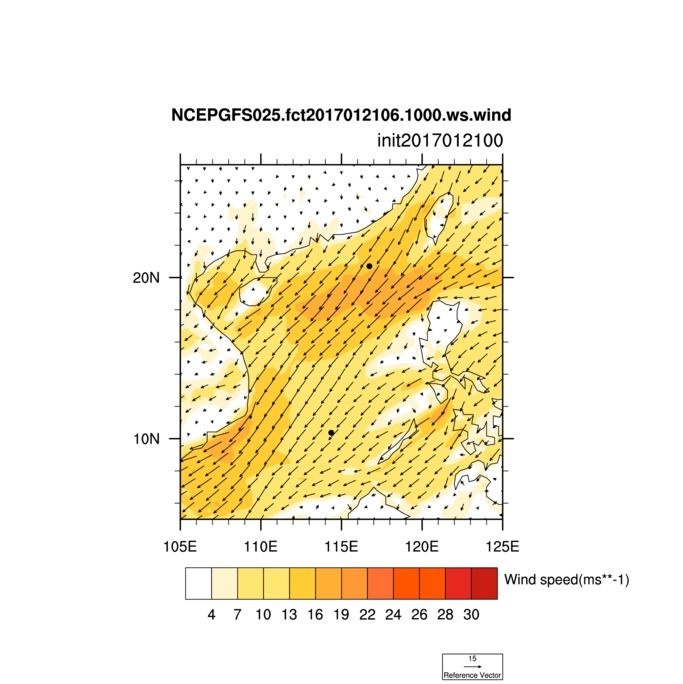 NCEPGFS025.fct2017012106.1000.ws.wind
init2017012100
20N
10N
105E 110E 115E 120E 125E
Wind speed(ms**-1)
4 7 10 13 16 19 22 24 26 28 30
15
Reference Vector